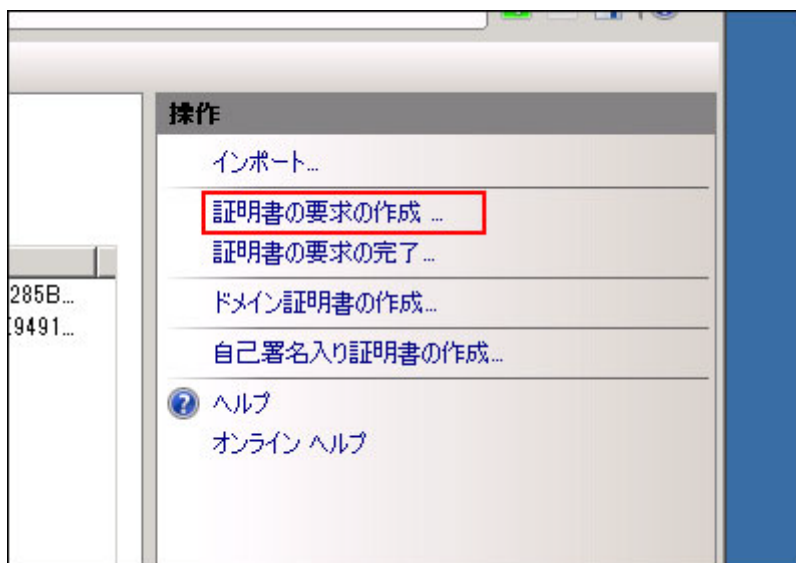 操作
インポート...
証明書の要求の作成 ...
証明書の要求の完了...
285B...
ドメイン証明書の作成...
9491...
自己署名入り証明書の作成...
ヘルプ
オンライン ヘルプ